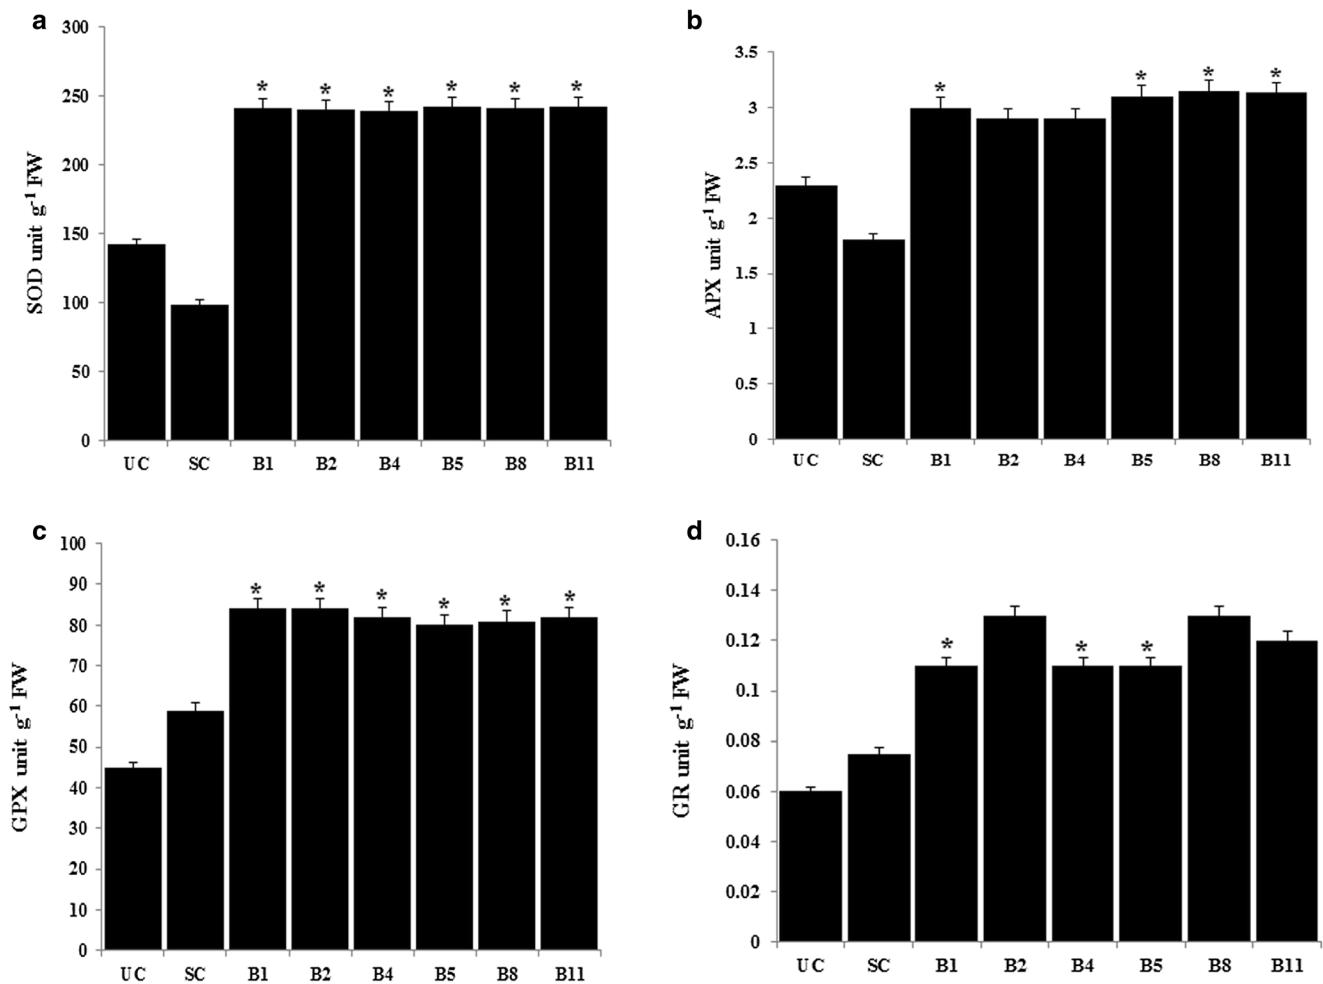 a
300
250
200
150
100
50
0
SOD unit g-1 FW
* * * * * *
UC SC B1 B2 B4 B5 B8 B11
b
3.5
3
2.5
2
1.5
1
0.5
0
APX unit g-1 FW
* * * *
UC SC B1 B2 B4 B5 B8 B11
c
100
90
80
70
60
50
40
30
20
10
0
GPX unit g-1 FW
* * * * * *
UC SC B1 B2 B4 B5 B8 B11
d
0.16
0.14
0.12
0.1
0.08
0.06
0.04
0.02
0
GR unit g-1 FW
* * *
UC SC B1 B2 B4 B5 B8 B11